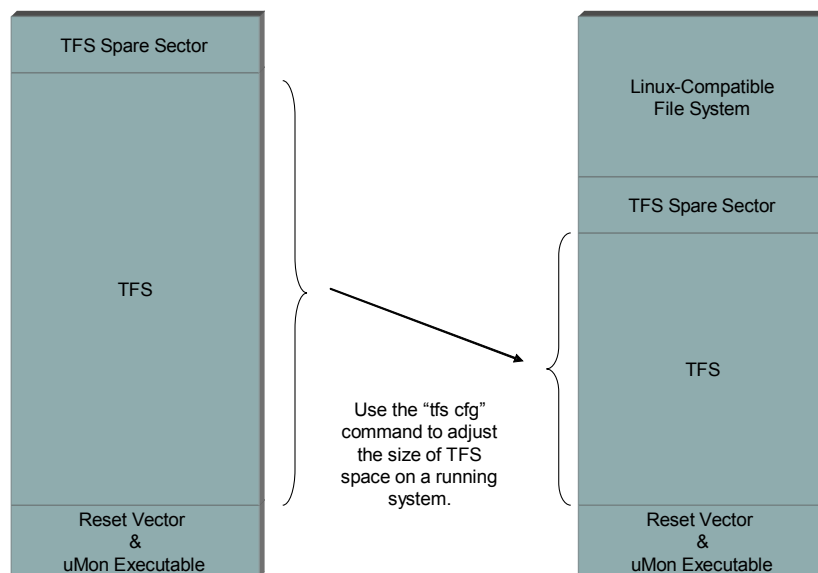 TFS Spare Sector
TFS
Reset Vector
&
uMon Executable
Use the “tfs cfg”
command to adjust
the size of TFS
space on a running
system.
Linux-Compatible
File System
TFS Spare Sector
TFS
Reset Vector
&
uMon Executable